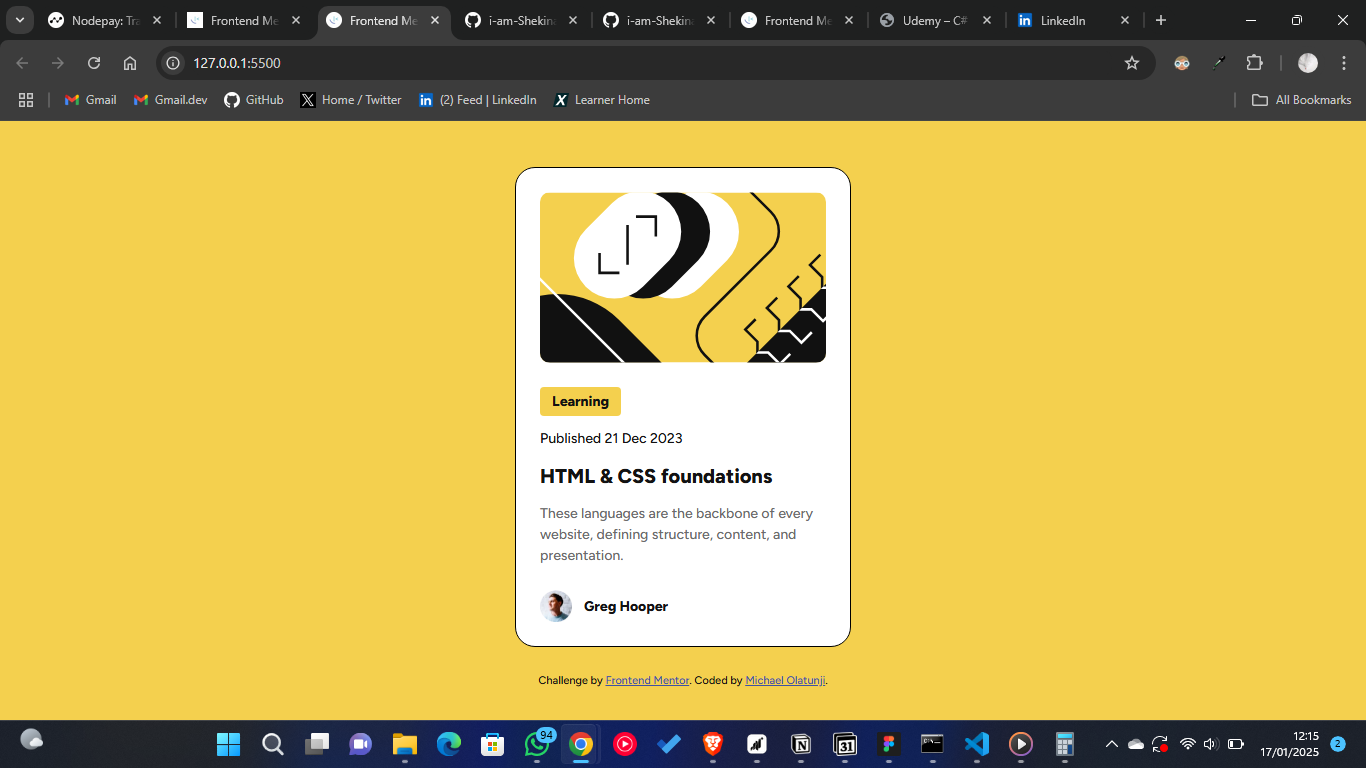 Nodepay: Tra
Frontend Me
Frontend Me
i-am-Shekina
i-am-Shekina
Frontend Me
Udemy – C#
LinkedIn
127.0.0.1:5500
Gmail
Gmail.dev
GitHub
Home / Twitter
(2) Feed | LinkedIn
Learner Home
All Bookmarks
Learning
Published 21 Dec 2023
HTML & CSS foundations
These languages are the backbone of every
website, defining structure, content, and
presentation.
Greg Hooper
Challenge by Frontend Mentor. Coded by Michael Olatunji.
94
31
12:15
17/01/2025
2